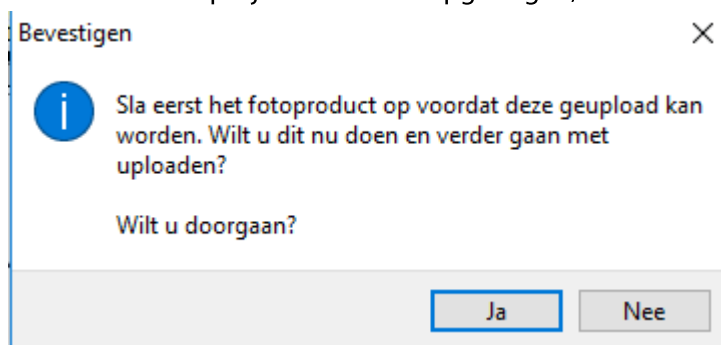 Bevestigen
Sla eerst het fotoproduct op voordat deze geupload kan
worden. Wilt u dit nu doen en verder gaan met
uploaden?
Wilt u doorgaan?
Ja
Nee